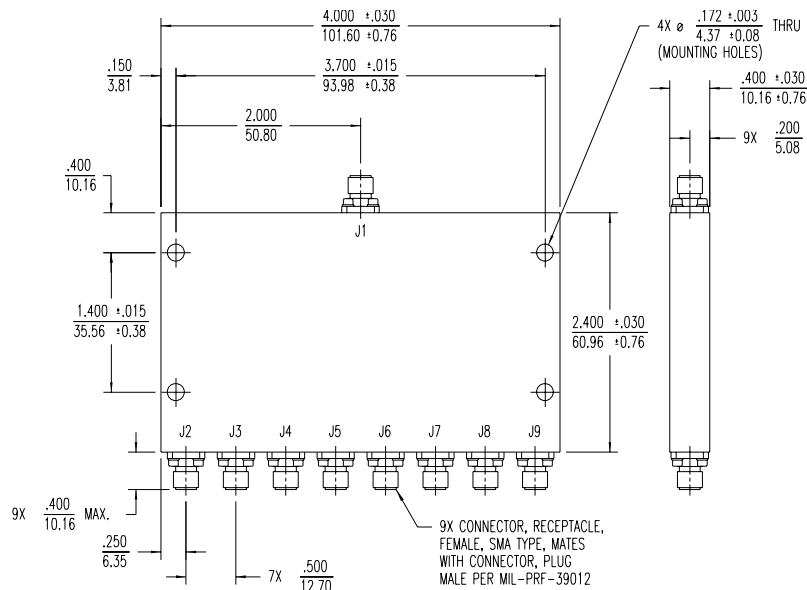 4.000 ±.030
101.60 ±0.76
4X ø .172 ±.003 THRU
4.37 ±0.08
(MOUNTING HOLES)
.150
3.81
3.700 ±.015
93.98 ±0.38
.400 ±.030
10.16 ±0.76
2.000
50.80
9X .200
5.08
.400
10.16
J1
1.400 ±.015
35.56 ±0.38
2.400 ±.030
60.96 ±0.76
J2 J3 J4 J5 J6 J7 J8 J9
9X .400 MAX.
10.16
.250
6.35
7X .500
12.70
9X CONNECTOR, RECEPTACLE,
FEMALE, SMA TYPE, MATES
WITH CONNECTOR, PLUG
MALE PER MIL-PRF-39012